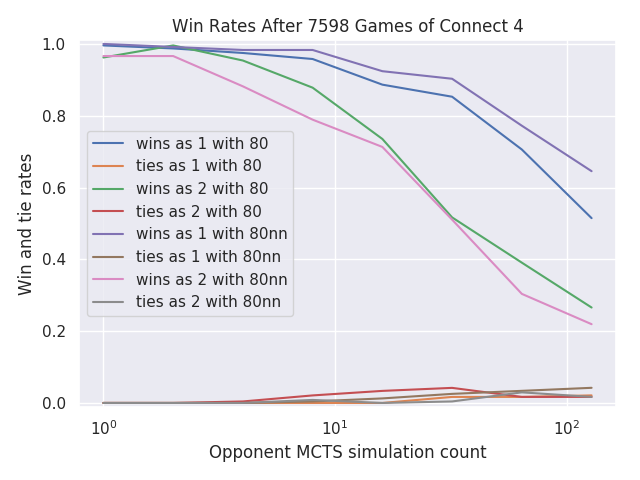 Win Rates After 7598 Games of Connect 4
1.0
0.8
0.6
0.4
0.2
0.0
Win and tie rates
wins as 1 with 80
ties as 1 with 80
wins as 2 with 80
ties as 2 with 80
wins as 1 with 80nn
ties as 1 with 80nn
wins as 2 with 80nn
ties as 2 with 80nn
10⁰ 10¹ 10²
Opponent MCTS simulation count